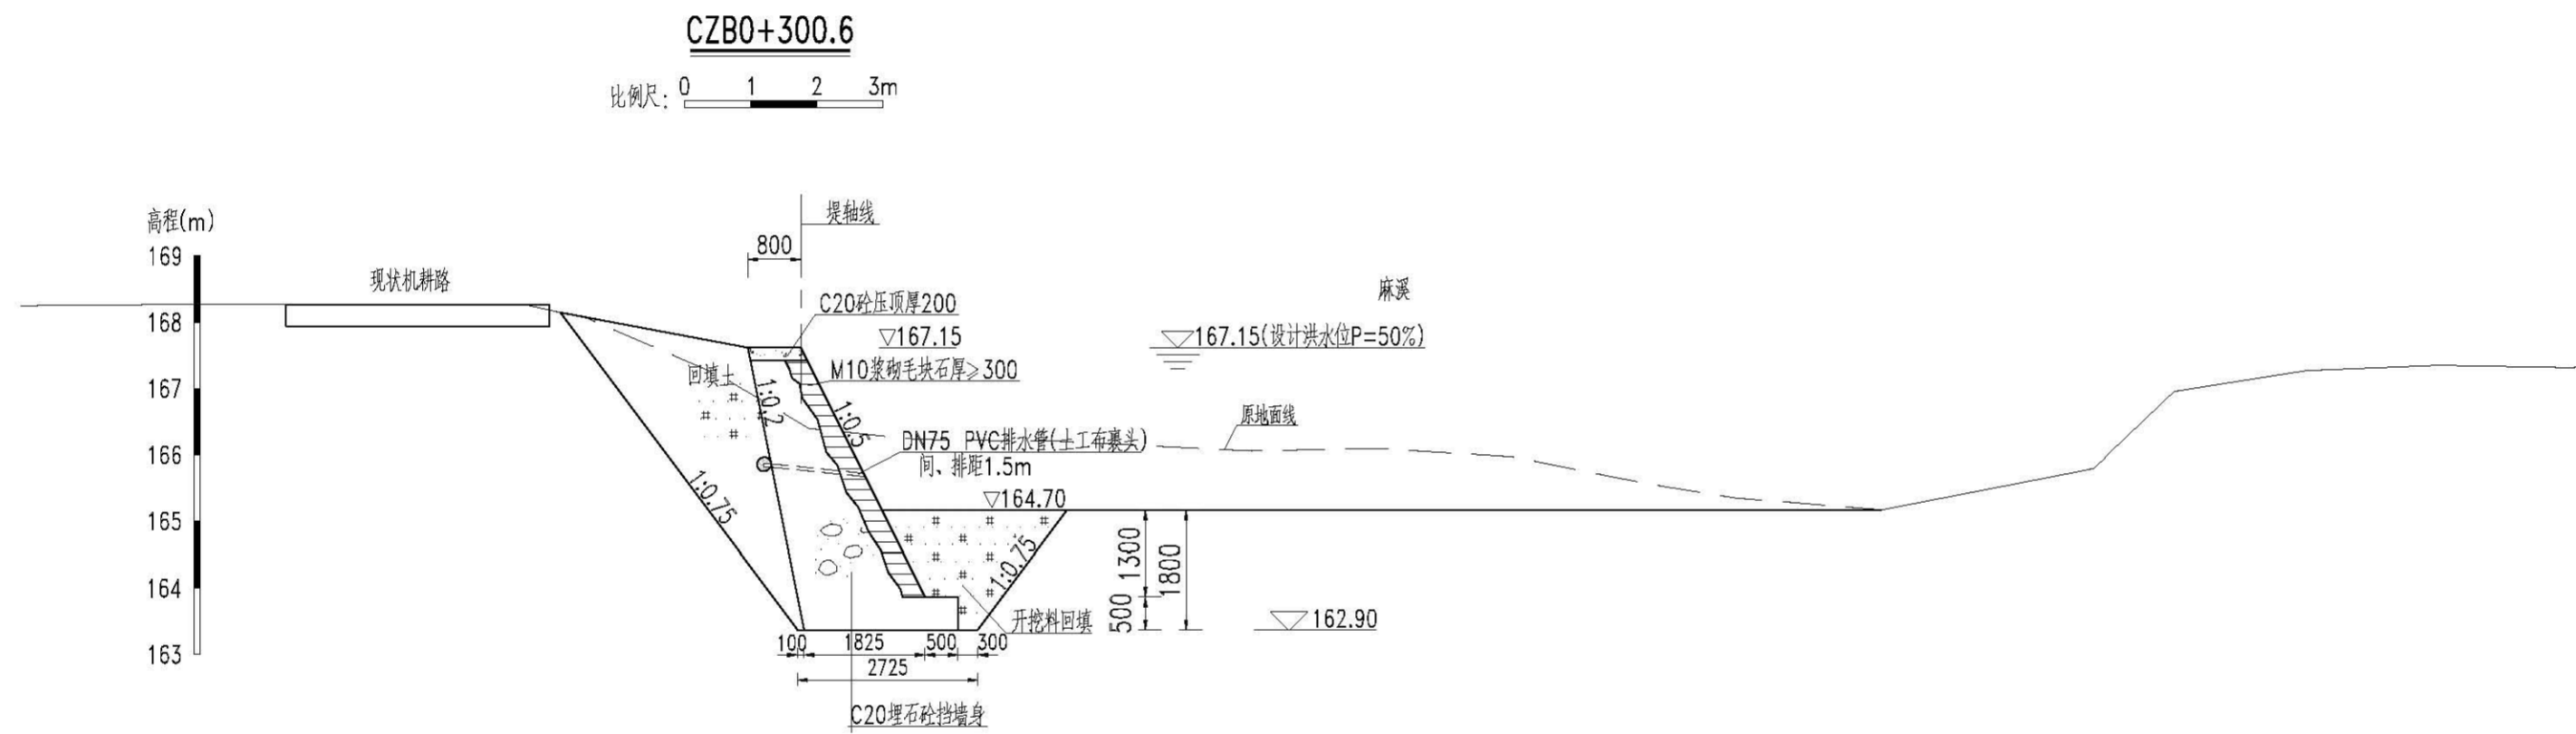 CZB0+300.6
比例尺: 0 1 2 3m
高程(m)
169
168
167
166
165
164
163
现状机耕路
堤轴线
800
C20砼压顶厚200
▽167.15
M10浆砌毛块石厚≥300
麻溪
▽167.15(设计洪水位P=50%)
回填土
1:0.2
1:0.5
原地面线
DN75 PVC排水管(土工布裹头)
间、排距1.5m
1:0.75
▽164.70
1:0.75
1300
500
1800
▽162.90
开挖料回填
100 1825 500 300
2725
C20埋石砼挡墙身